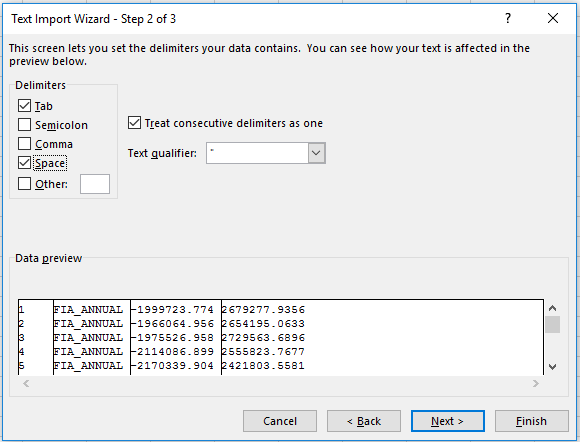 Text Import Wizard - Step 2 of 3
?
This screen lets you set the delimiters your data contains. You can see how your text is affected in the
preview below.
Delimiters
Tab
Semicolon
Comma
Space
Other:
Treat consecutive delimiters as one
Text qualifier: "
Data preview
1 FIA_ANNUAL -1999723.774 2679277.9356
2 FIA_ANNUAL -1966064.956 2654195.0633
3 FIA_ANNUAL -1975526.958 2729563.6896
4 FIA_ANNUAL -2114086.899 2555823.7677
5 FIA_ANNUAL -2170339.904 2421803.5581
Cancel < Back Next > Finish